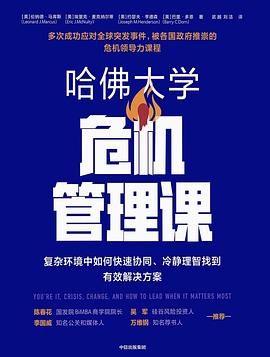 [美]伦纳德·马库斯 [美]埃里克·麦克纳尔蒂 [美]约瑟夫·亨德森 [美]巴里·多恩 著 武越 刘洁 译
(Leonard J.Marcus) (Eric J.McNulty) (Joseph M.Henderson) (Barry C.Dorn)
多次成功应对全球突发事件，被各国政府推崇的
危机领导力课程
哈佛大学
危机
管理课
复杂环境中如何快速协同、冷静理智找到
有效解决方案
YOU'RE IT, CRISIS, CHANGE, AND HOW TO LEAD WHEN IT MATTERS MOST
陈春花 国发院BiMBA商学院院长 吴军 硅谷风险投资人
李国威 知名公关和媒体人 万维钢 知名荐书人 —推荐—
中信出版集团